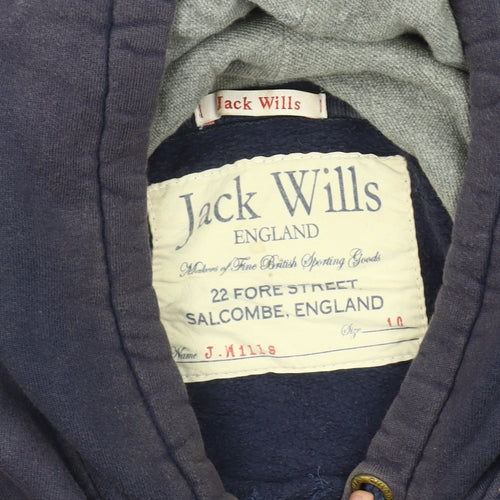 Jack Wills
Jack Wills
ENGLAND
Makers of Fine British Sporting Goods
22 FORE STREET
SALCOMBE, ENGLAND
Size 10
Name J.Wills